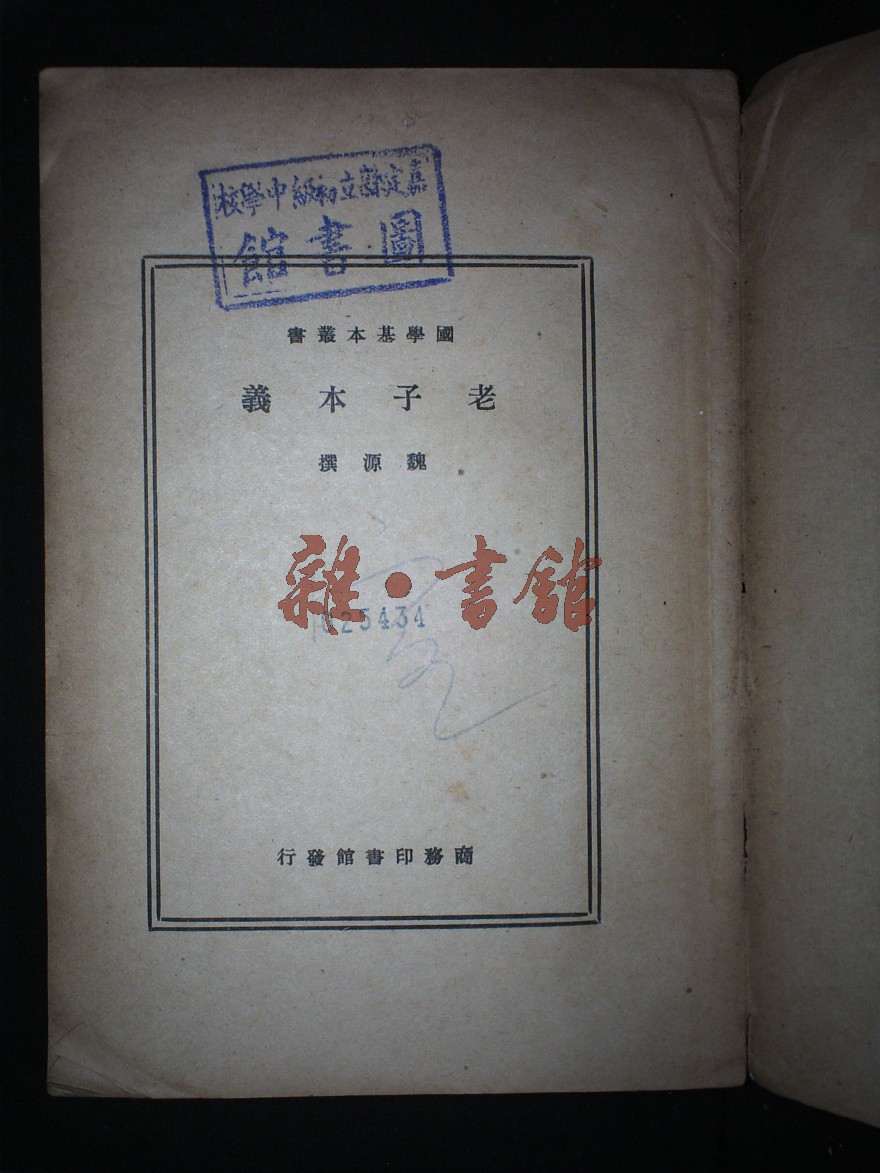 嘉定縣立初級中學校
圖書館
國學基本叢書
老子本義
魏源撰
雜·書館
025434
商務印書館發行